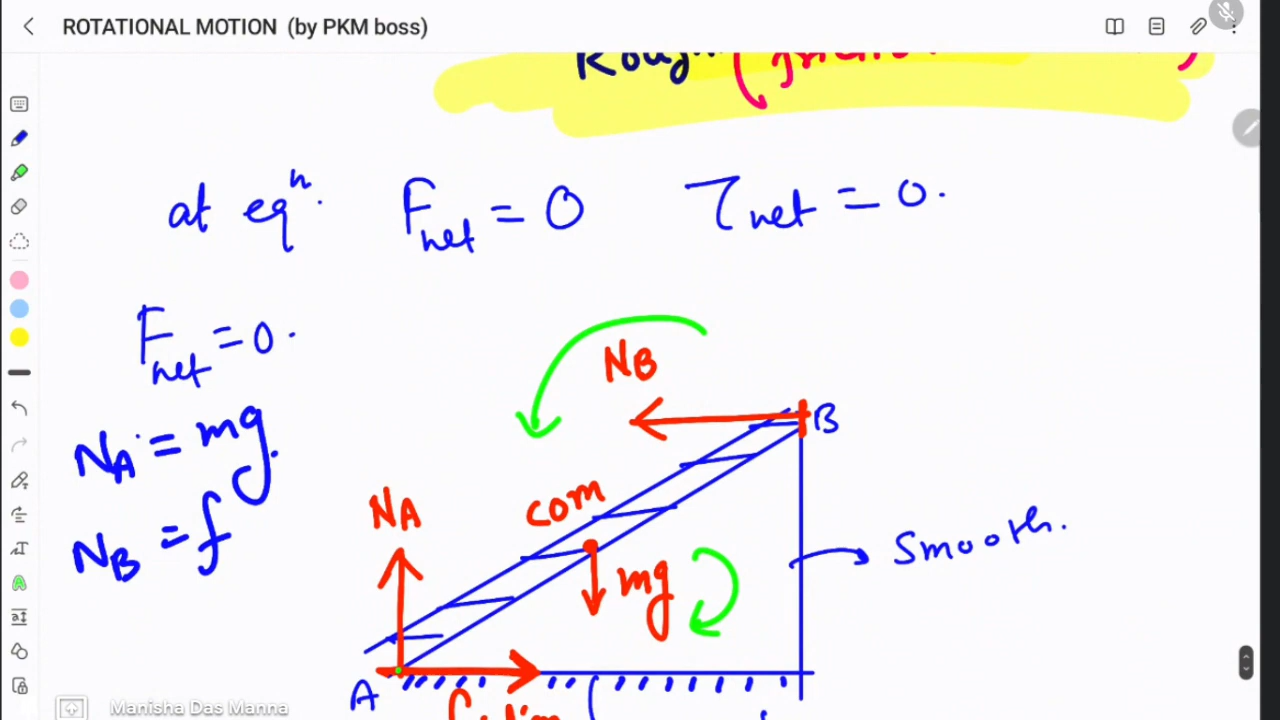 ROTATIONAL MOTION (by PKM boss)
Rough
at eqⁿ. Fnet = 0 τnet = 0.
Fnet = 0.
NA = mg.
NB = f
NB
B
com
NA
mg
Smooth.
A
Manisha Das Manna